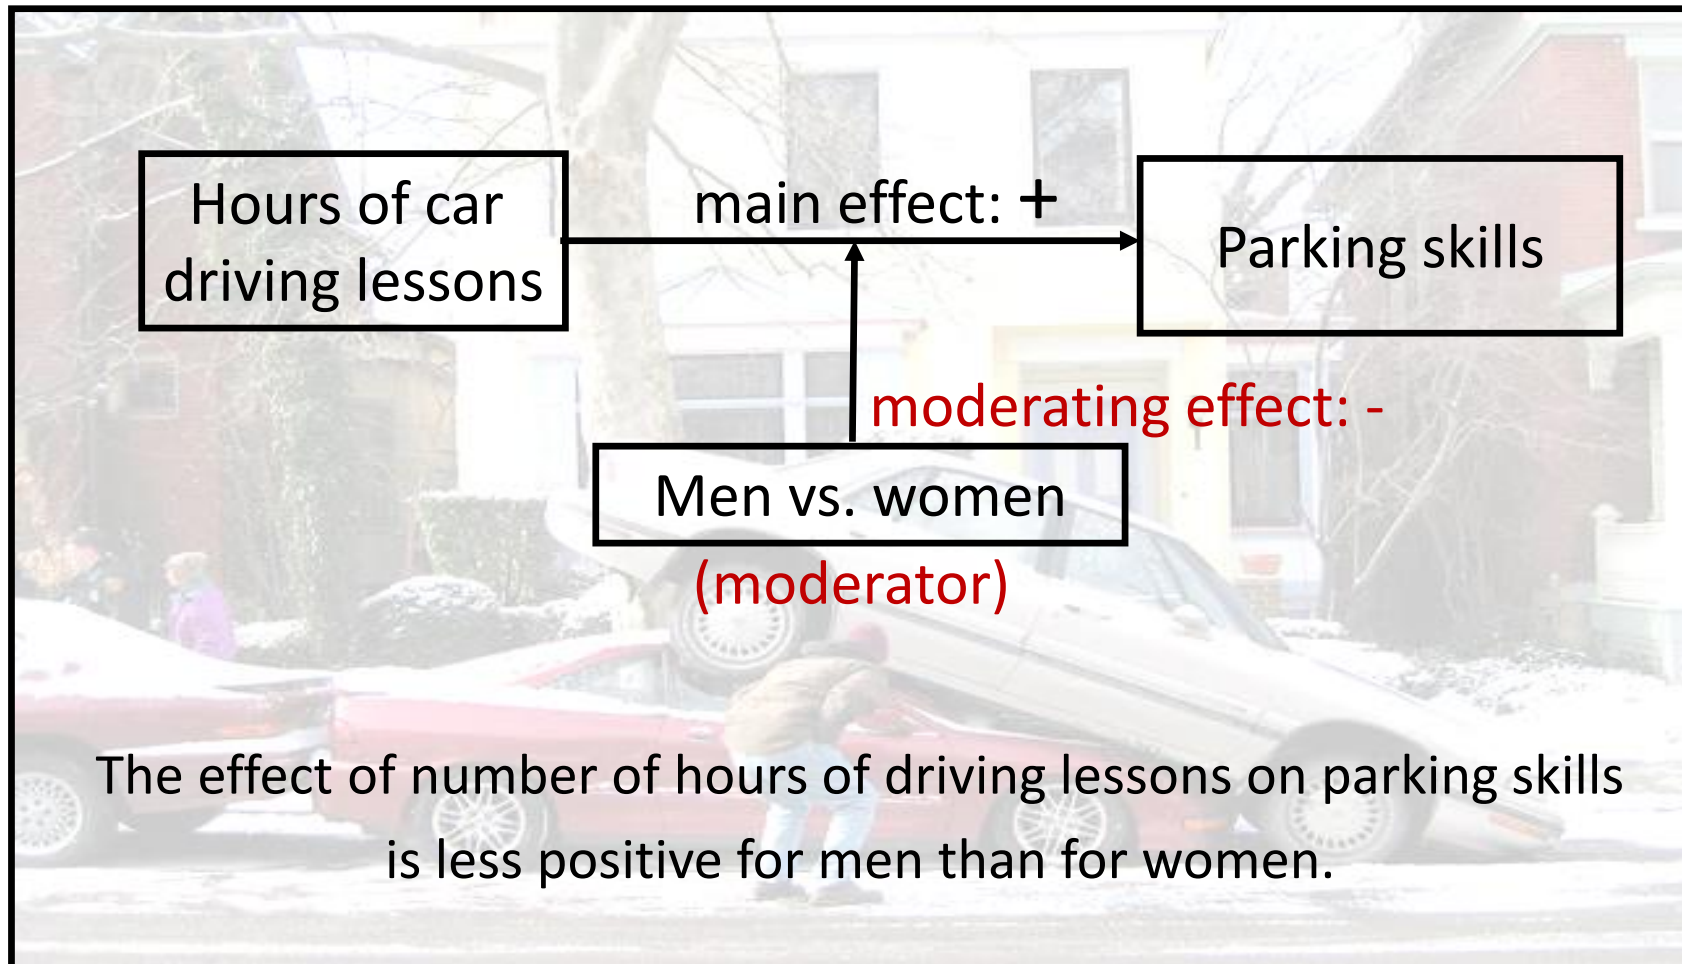 Hours of car
driving lessons
main effect: +
Parking skills
moderating effect: -
Men vs. women
(moderator)
The effect of number of hours of driving lessons on parking skills
is less positive for men than for women.